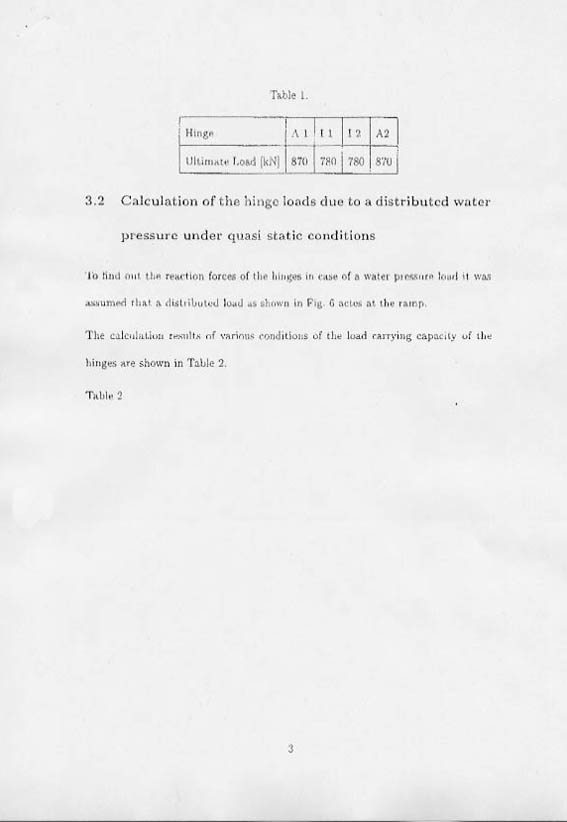 Table 1.
Hinge A 1 I 1 I 2 A2
Ultimate Load [kN] 870 780 780 870
3.2 Calculation of the hinge loads due to a distributed water
pressure under quasi static conditions
To find out the reaction forces of the hinges in case of a water pressure load it was
assumed that a distributed load as shown in Fig. 6 actes at the ramp.
The calculation results of various conditions of the load carrying capacity of the
hinges are shown in Table 2.
Table 2
3